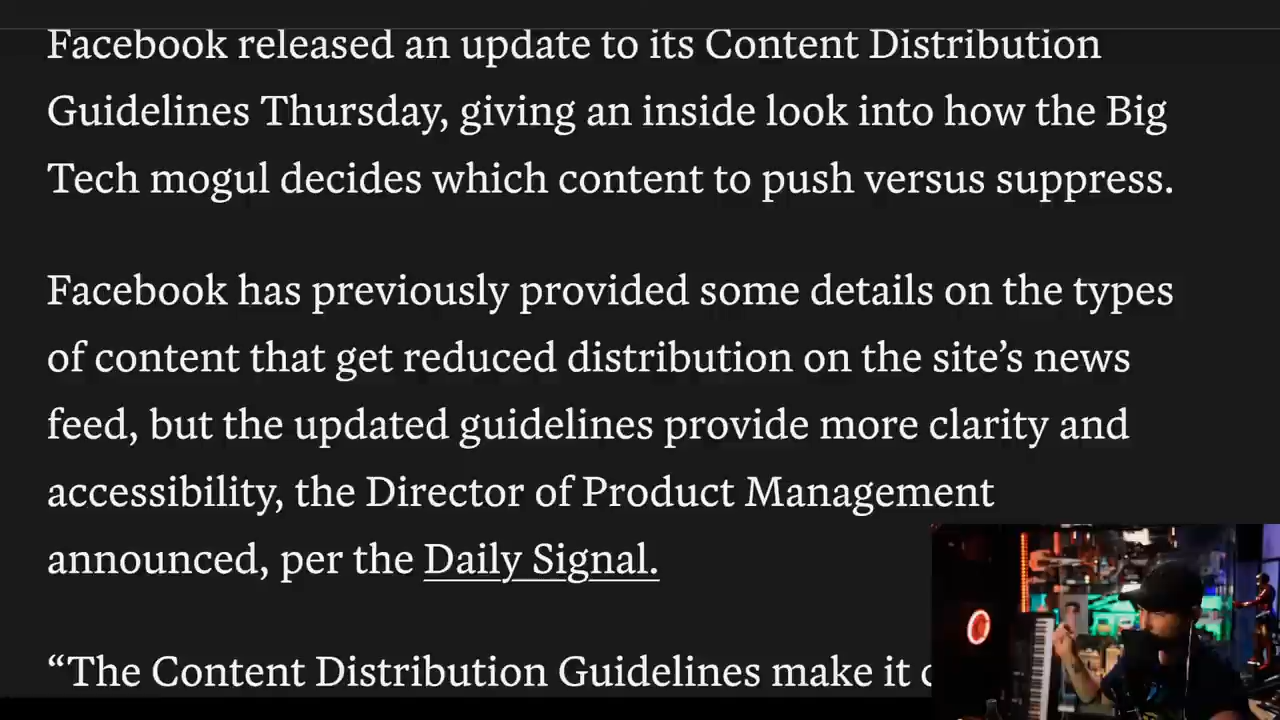 Facebook released an update to its Content Distribution
Guidelines Thursday, giving an inside look into how the Big
Tech mogul decides which content to push versus suppress.
Facebook has previously provided some details on the types
of content that get reduced distribution on the site’s news
feed, but the updated guidelines provide more clarity and
accessibility, the Director of Product Management
announced, per the Daily Signal.
“The Content Distribution Guidelines make it